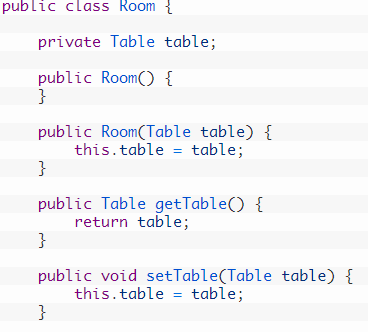 public class Room {
private Table table;
public Room() {
}
public Room(Table table) {
this.table = table;
}
public Table getTable() {
return table;
}
public void setTable(Table table) {
this.table = table;
}